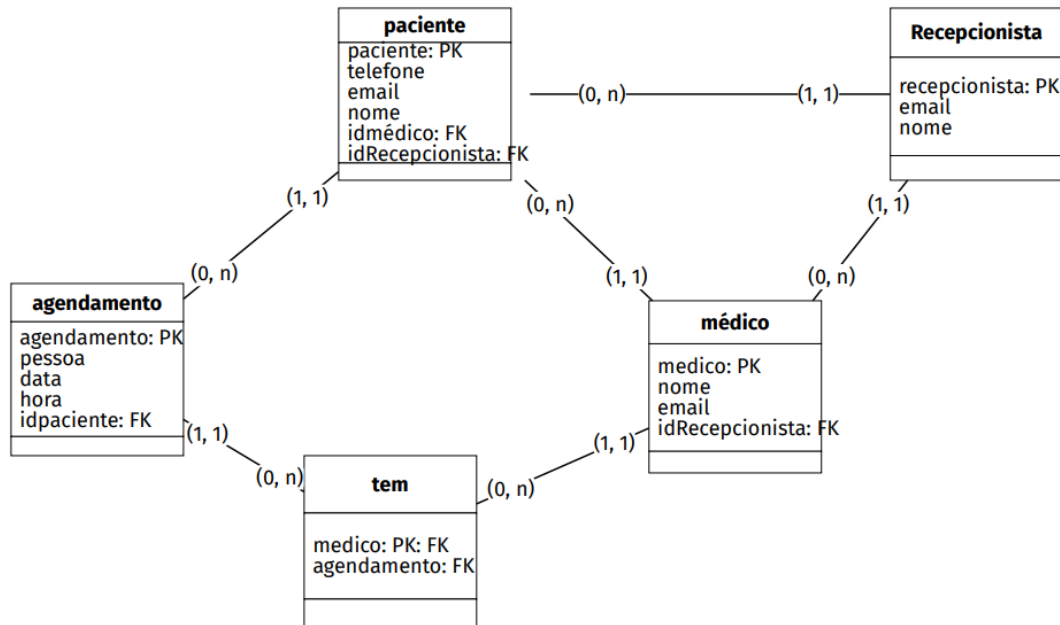 paciente
paciente: PK
telefone
email
nome
idmédico: FK
idRecepcionista: FK
Recepcionista
recepcionista: PK
email
nome
(0, n)
(1, 1)
(1, 1)
(0, n)
(0, n)
(1, 1)
(1, 1)
(0, n)
agendamento
agendamento: PK
pessoa
data
hora
idpaciente: FK
médico
medico: PK
nome
email
idRecepcionista: FK
(1, 1)
(0, n)
(1, 1)
(0, n)
tem
medico: PK: FK
agendamento: FK